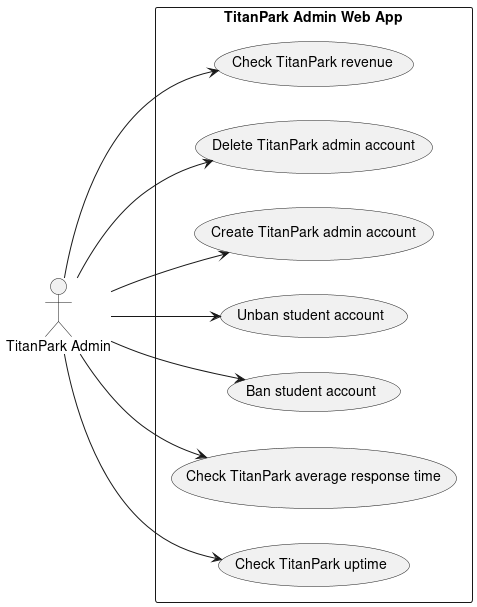 TitanPark Admin Web App
Check TitanPark revenue
Delete TitanPark admin account
Create TitanPark admin account
Unban student account
TitanPark Admin
Ban student account
Check TitanPark average response time
Check TitanPark uptime